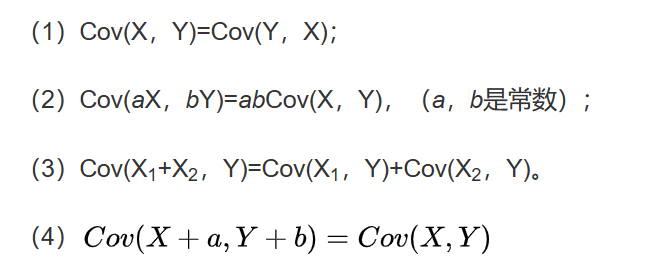 （1）Cov(X，Y)=Cov(Y，X);
（2）Cov(aX，bY)=abCov(X，Y)，（a，b是常数）;
（3）Cov(X₁+X₂，Y)=Cov(X₁，Y)+Cov(X₂，Y)。
（4）Cov(X + a, Y + b) = Cov(X, Y)